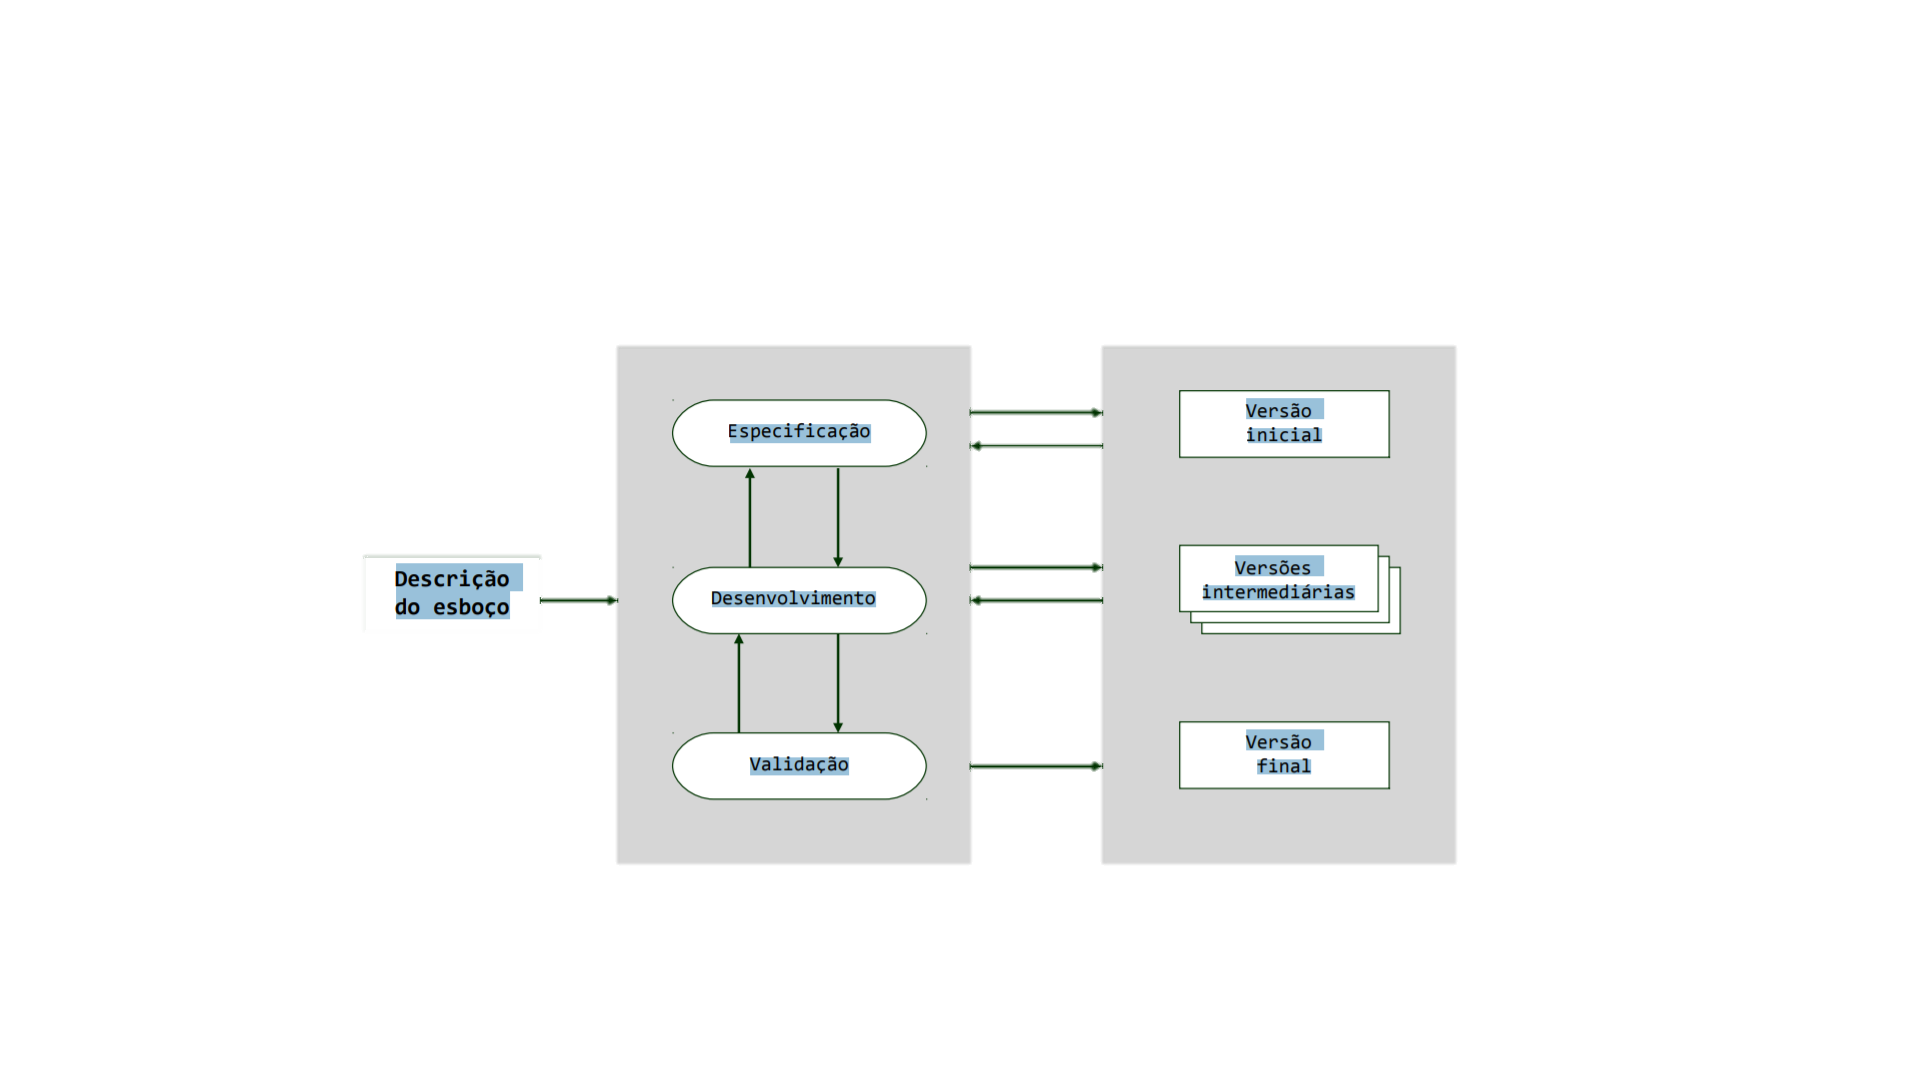 Especificação
Versão
inicial
Descrição
do esboço
Desenvolvimento
Versões
intermediárias
Validação
Versão
final